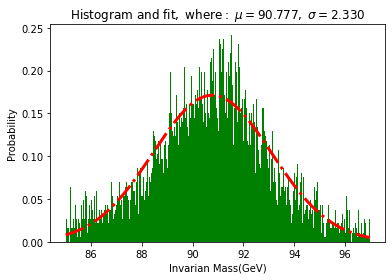 Histogram and fit, where: μ = 90.777, σ = 2.330
0.25
0.20
0.15
0.10
0.05
0.00
Probability
86 88 90 92 94 96
Invarian Mass(GeV)